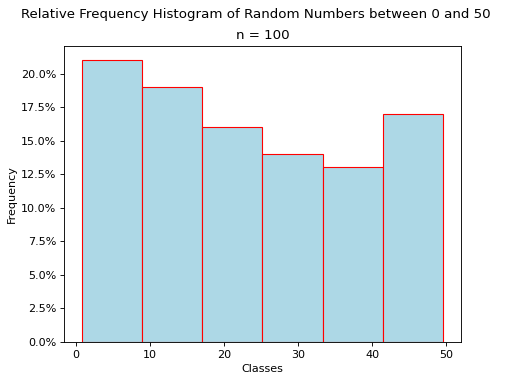 Relative Frequency Histogram of Random Numbers between 0 and 50
n = 100
20.0%
17.5%
15.0%
12.5%
10.0%
7.5%
5.0%
2.5%
0.0%
Frequency
0 10 20 30 40 50
Classes